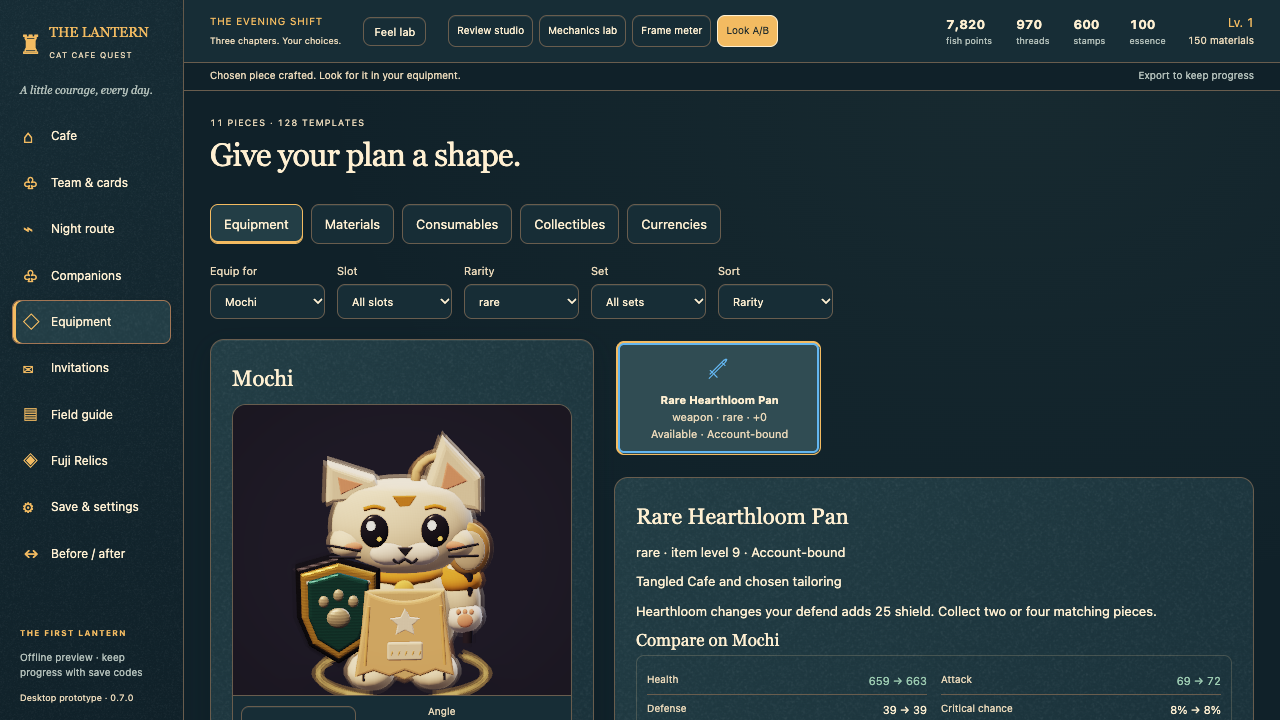 THE LANTERN
CAT CAFE QUEST
A little courage, every day.
Cafe
Team & cards
Night route
Companions
Equipment
Invitations
Field guide
Fuji Relics
Save & settings
Before / after
THE FIRST LANTERN
Offline preview · keep
progress with save codes
Desktop prototype · 0.7.0
THE EVENING SHIFT
Three chapters. Your choices.
Feel lab
Review studio
Mechanics lab
Frame meter
Look A/B
7,820
fish points
970
threads
600
stamps
100
essence
Lv. 1
150 materials
Chosen piece crafted. Look for it in your equipment.
Export to keep progress
11 PIECES · 128 TEMPLATES
Give your plan a shape.
Equipment
Materials
Consumables
Collectibles
Currencies
Equip for
Slot
Rarity
Set
Sort
Mochi
All slots
rare
All sets
Rarity
Mochi
Angle
Rare Hearthloom Pan
weapon · rare · +0
Available · Account-bound
Rare Hearthloom Pan
rare · item level 9 · Account-bound
Tangled Cafe and chosen tailoring
Hearthloom changes your defend adds 25 shield. Collect two or four matching pieces.
Compare on Mochi
Health 659 → 663
Attack 69 → 72
Defense 39 → 39
Critical chance 8% → 8%